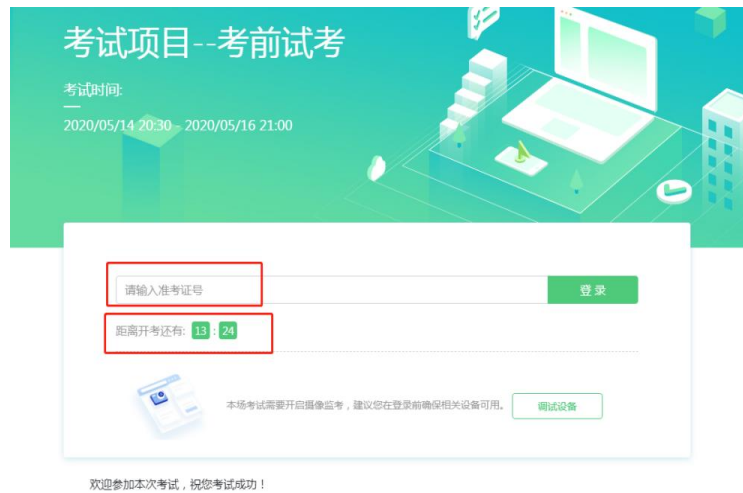 考试项目--考前试考
考试时间:
2020/05/14 20:30 - 2020/05/16 21:00
请输入准考证号
登录
距离开考还有: 13 : 24
本场考试需要开启摄像监考，建议您在登录前确保相关设备可用。
调试设备
欢迎参加本次考试，祝您考试成功！